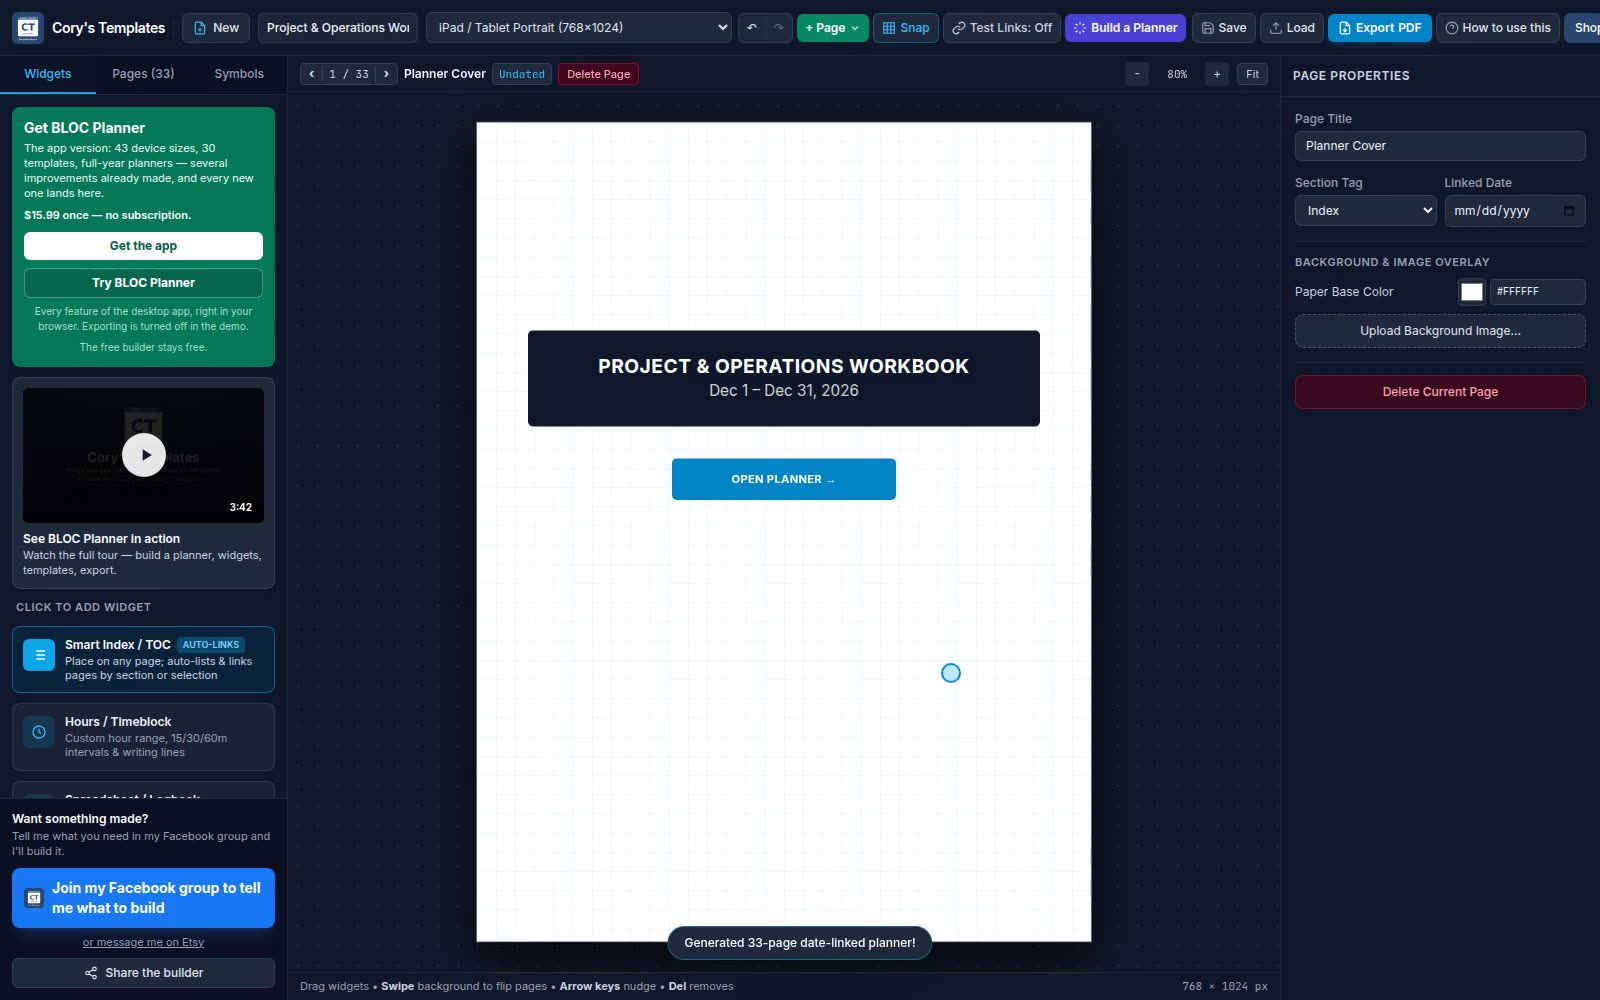 CT
Cory's Templates
New
Project & Operations Wor
iPad / Tablet Portrait (768×1024)
+ Page
Snap
Test Links: Off
Build a Planner
Save
Load
Export PDF
How to use this
Shop
Widgets
Pages (33)
Symbols
1 / 33
Planner Cover
Undated
Delete Page
-
80%
+
Fit
PAGE PROPERTIES
Get BLOC Planner
The app version: 43 device sizes, 30
templates, full-year planners — several
improvements already made, and every new
one lands here.
$15.99 once — no subscription.
Get the app
Try BLOC Planner
Every feature of the desktop app, right in your
browser. Exporting is turned off in the demo.
The free builder stays free.
CT
3:42
See BLOC Planner in action
Watch the full tour — build a planner, widgets,
templates, export.
CLICK TO ADD WIDGET
Smart Index / TOC AUTO-LINKS
Place on any page; auto-lists & links
pages by section or selection
Hours / Timeblock
Custom hour range, 15/30/60m
intervals & writing lines
Want something made?
Tell me what you need in my Facebook group and
I'll build it.
CT
Join my Facebook group to tell
me what to build
or message me on Etsy
Share the builder
PROJECT & OPERATIONS WORKBOOK
Dec 1 – Dec 31, 2026
OPEN PLANNER →
Generated 33-page date-linked planner!
Drag widgets • Swipe background to flip pages • Arrow keys nudge • Del removes
768 × 1024 px
Page Title
Planner Cover
Section Tag
Linked Date
Index
mm/dd/yyyy
BACKGROUND & IMAGE OVERLAY
Paper Base Color
#FFFFFF
Upload Background Image...
Delete Current Page